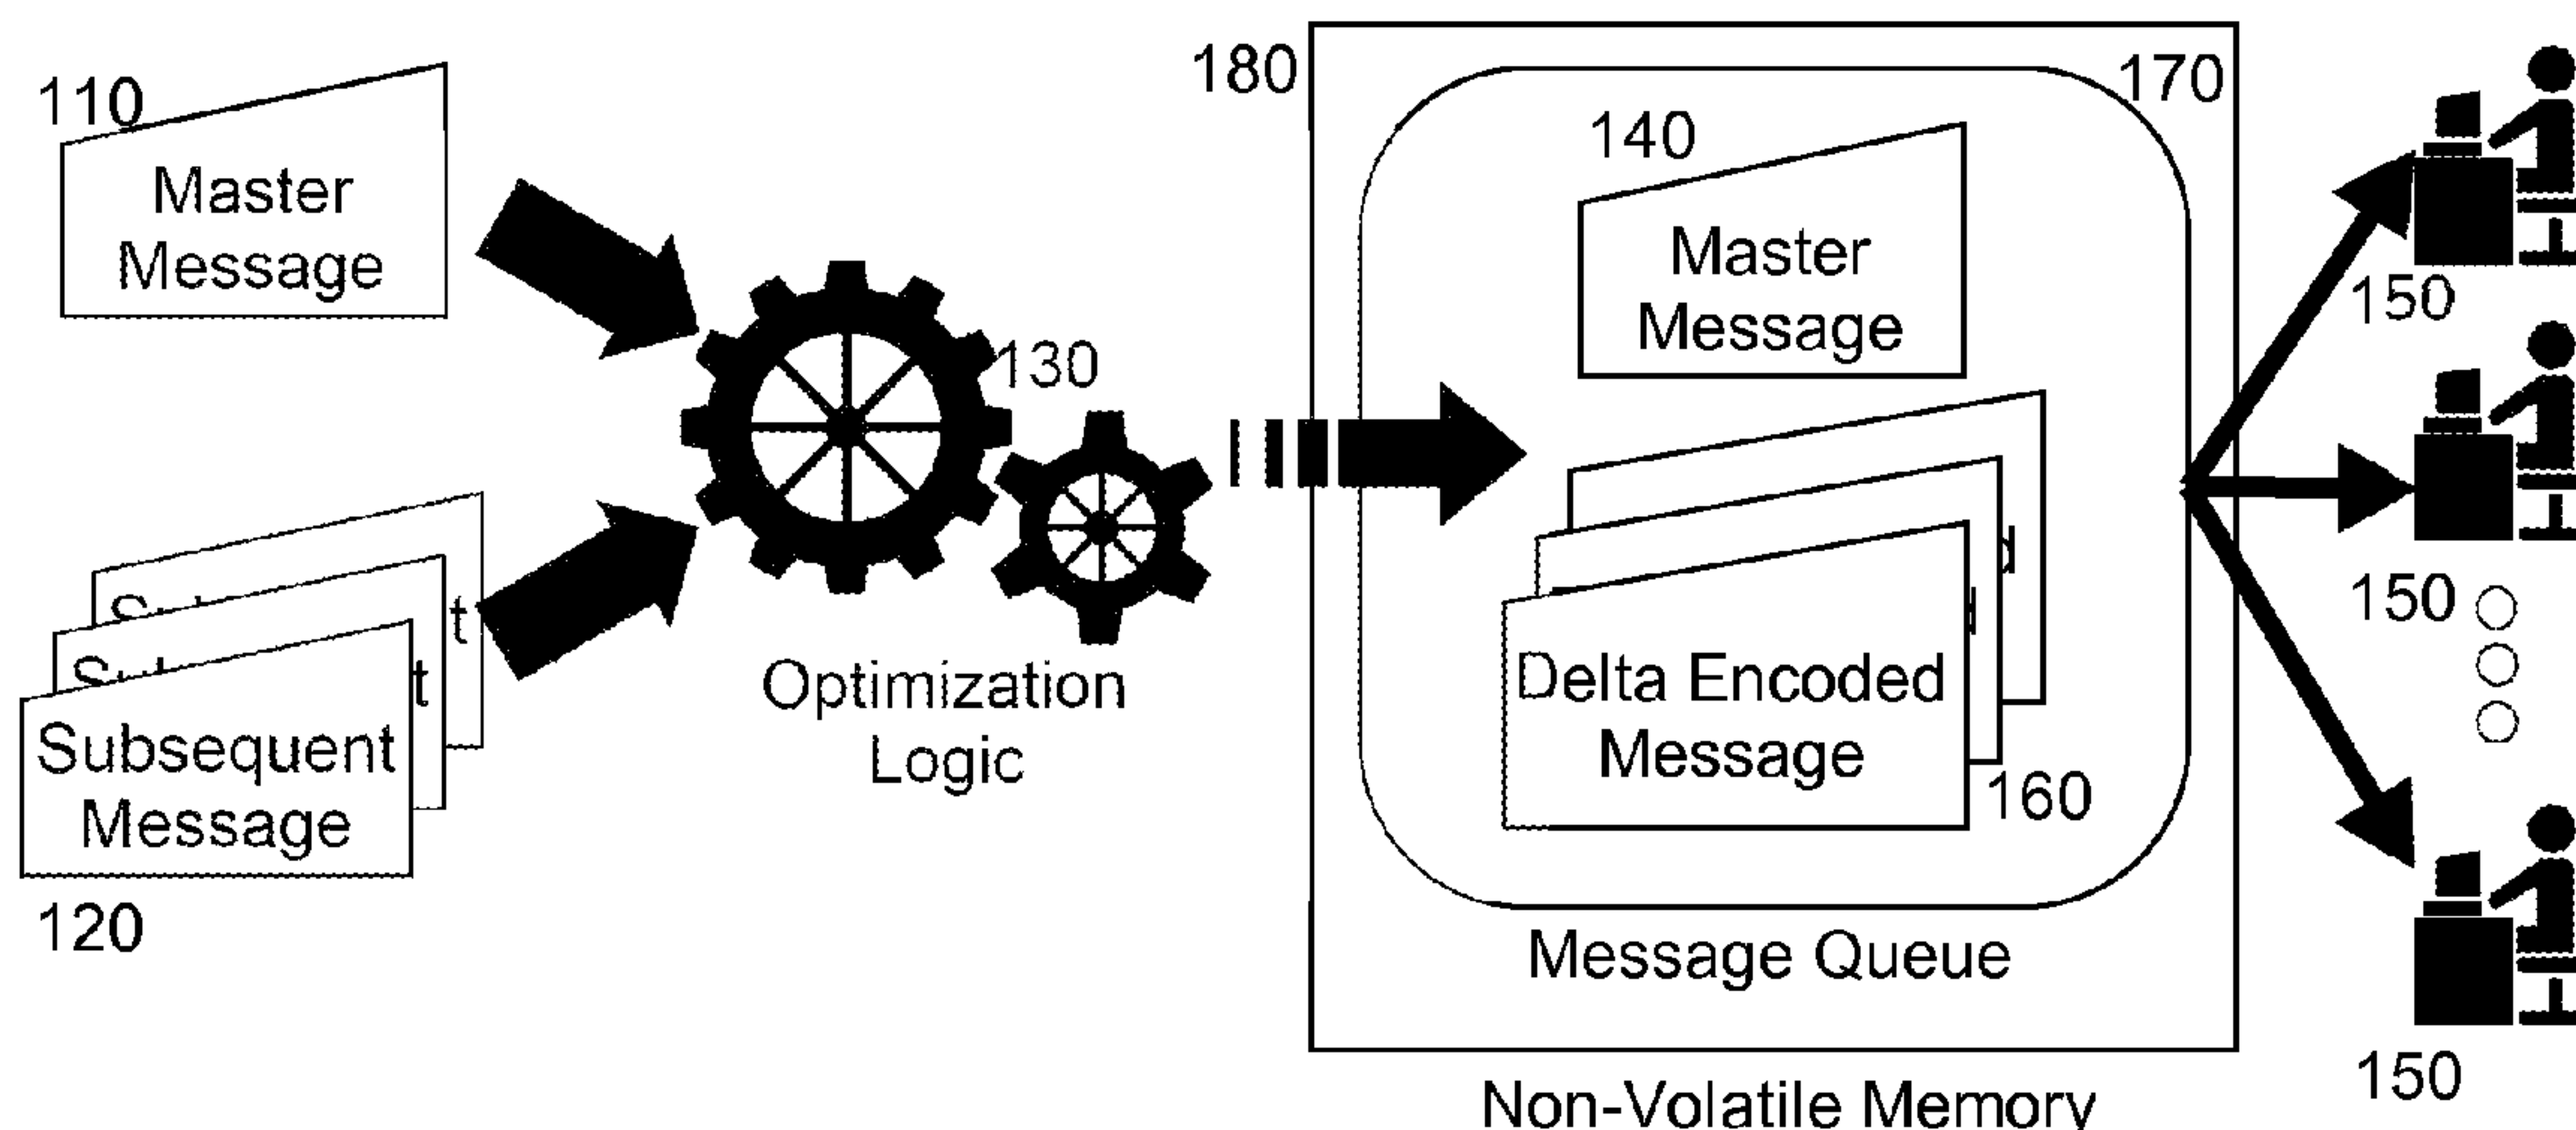 110
Master
Message
120
Subsequent
Message
130
Optimization
Logic
180
170
140
Master
Message
Delta Encoded
Message
160
Message Queue
Non-Volatile Memory
150
150
150